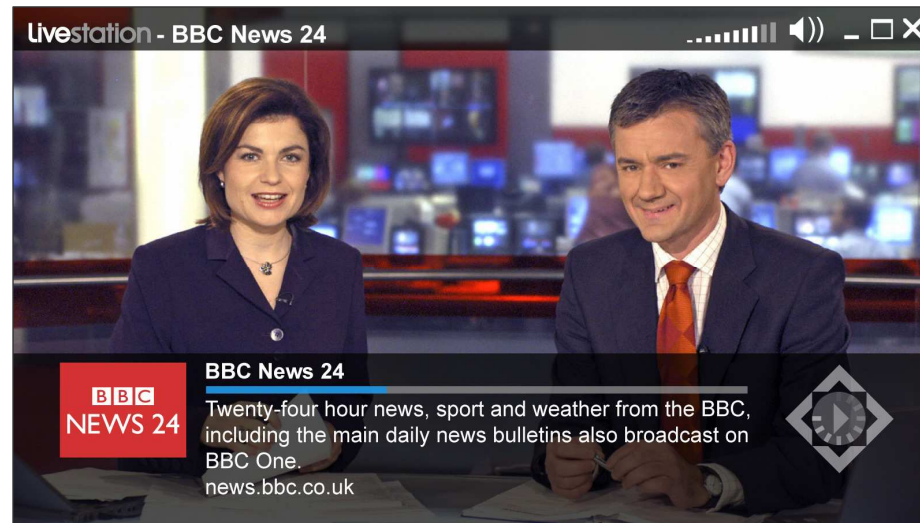 Livestation - BBC News 24
BBC News 24
BBC
NEWS 24
Twenty-four hour news, sport and weather from the BBC,
including the main daily news bulletins also broadcast on
BBC One.
news.bbc.co.uk